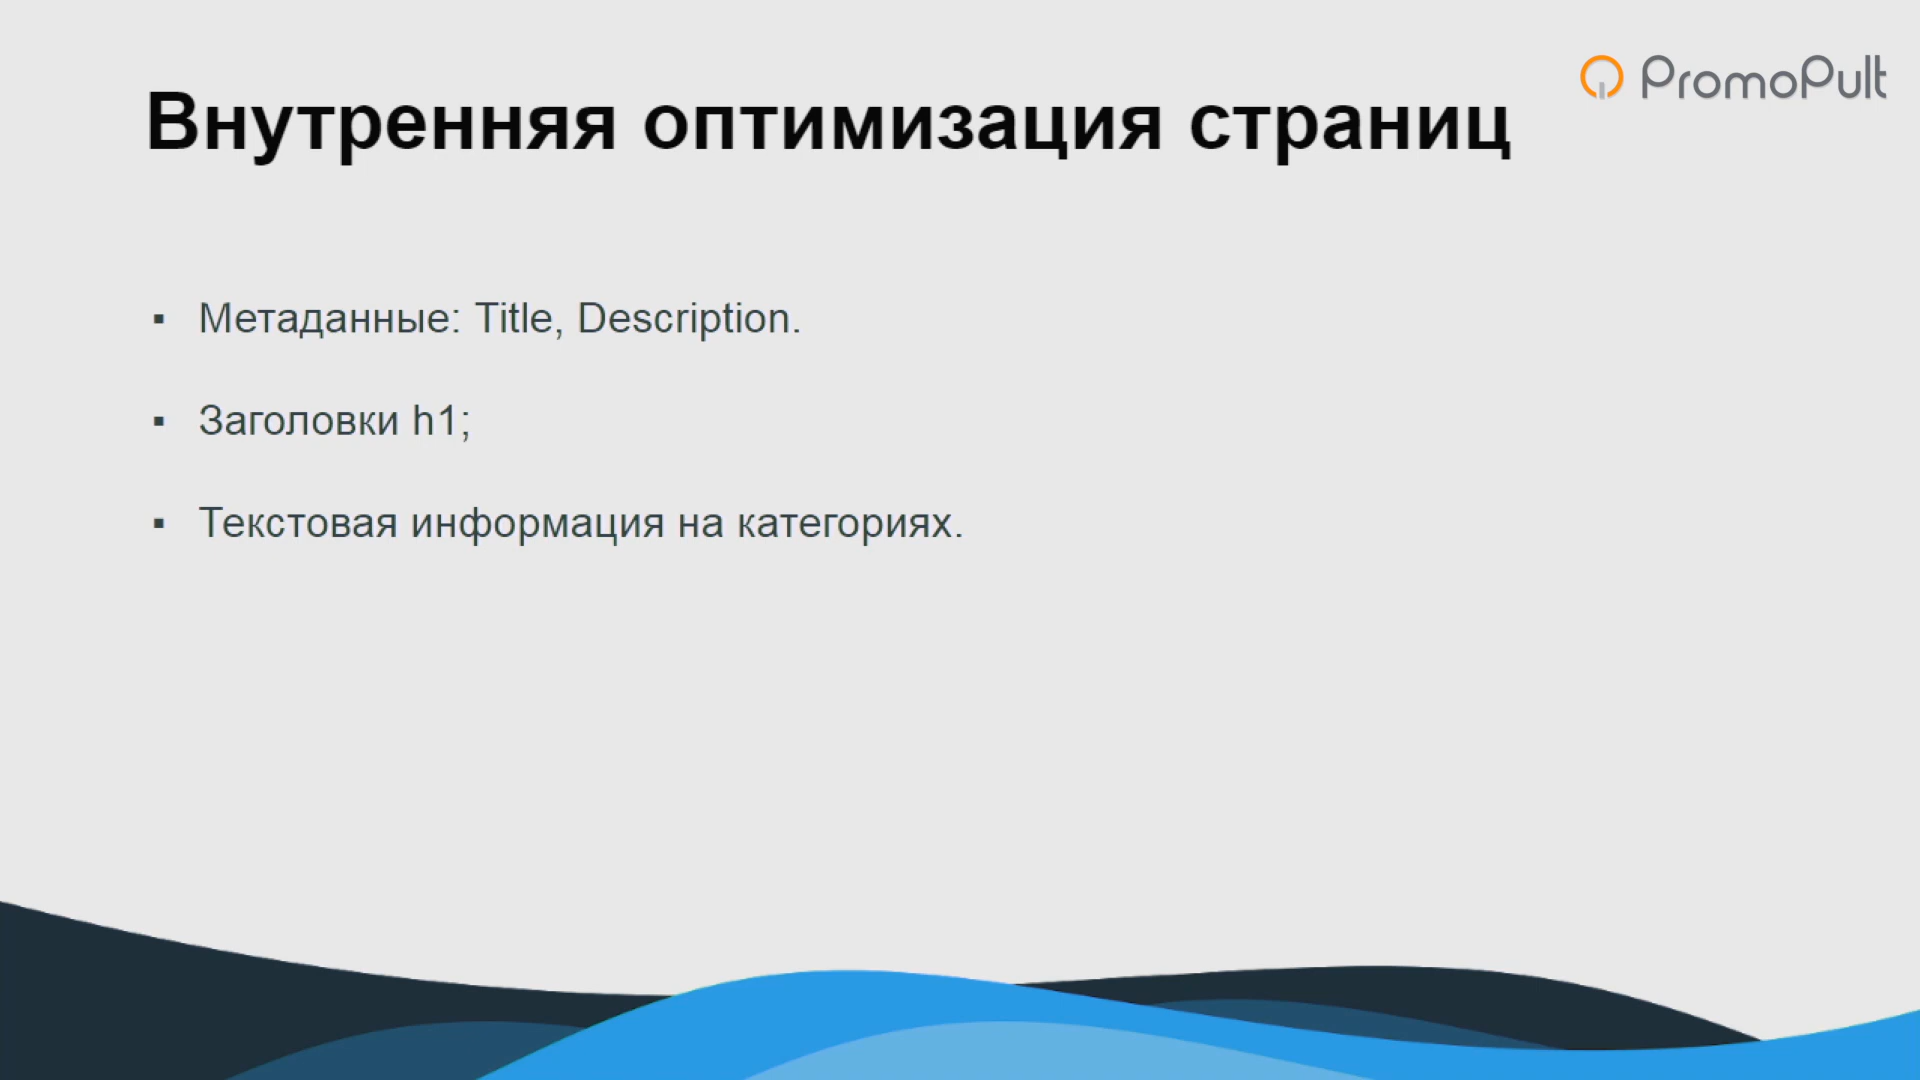 PromoPult
Внутренняя оптимизация страниц
▪ Метаданные: Title, Description.
▪ Заголовки h1;
▪ Текстовая информация на категориях.